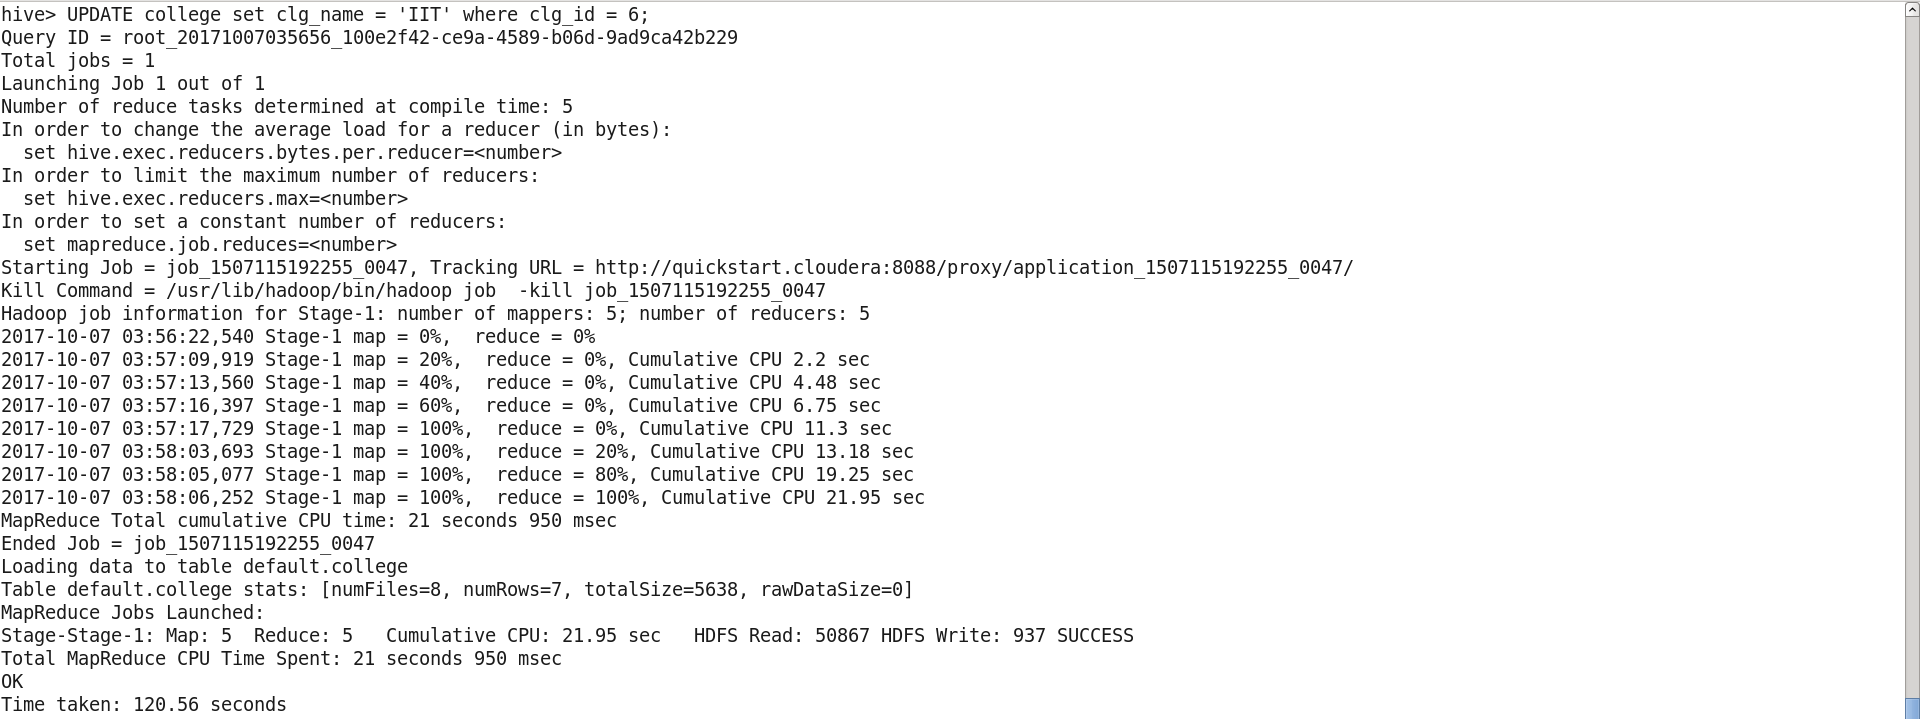 hive> UPDATE college set clg_name = 'IIT' where clg_id = 6;
Query ID = root_20171007035656_100e2f42-ce9a-4589-b06d-9ad9ca42b229
Total jobs = 1
Launching Job 1 out of 1
Number of reduce tasks determined at compile time: 5
In order to change the average load for a reducer (in bytes):
  set hive.exec.reducers.bytes.per.reducer=<number>
In order to limit the maximum number of reducers:
  set hive.exec.reducers.max=<number>
In order to set a constant number of reducers:
  set mapreduce.job.reduces=<number>
Starting Job = job_1507115192255_0047, Tracking URL = http://quickstart.cloudera:8088/proxy/application_1507115192255_0047/
Kill Command = /usr/lib/hadoop/bin/hadoop job  -kill job_1507115192255_0047
Hadoop job information for Stage-1: number of mappers: 5; number of reducers: 5
2017-10-07 03:56:22,540 Stage-1 map = 0%,  reduce = 0%
2017-10-07 03:57:09,919 Stage-1 map = 20%,  reduce = 0%, Cumulative CPU 2.2 sec
2017-10-07 03:57:13,560 Stage-1 map = 40%,  reduce = 0%, Cumulative CPU 4.48 sec
2017-10-07 03:57:16,397 Stage-1 map = 60%,  reduce = 0%, Cumulative CPU 6.75 sec
2017-10-07 03:57:17,729 Stage-1 map = 100%,  reduce = 0%, Cumulative CPU 11.3 sec
2017-10-07 03:58:03,693 Stage-1 map = 100%,  reduce = 20%, Cumulative CPU 13.18 sec
2017-10-07 03:58:05,077 Stage-1 map = 100%,  reduce = 80%, Cumulative CPU 19.25 sec
2017-10-07 03:58:06,252 Stage-1 map = 100%,  reduce = 100%, Cumulative CPU 21.95 sec
MapReduce Total cumulative CPU time: 21 seconds 950 msec
Ended Job = job_1507115192255_0047
Loading data to table default.college
Table default.college stats: [numFiles=8, numRows=7, totalSize=5638, rawDataSize=0]
MapReduce Jobs Launched:
Stage-Stage-1: Map: 5  Reduce: 5   Cumulative CPU: 21.95 sec   HDFS Read: 50867 HDFS Write: 937 SUCCESS
Total MapReduce CPU Time Spent: 21 seconds 950 msec
OK
Time taken: 120.56 seconds